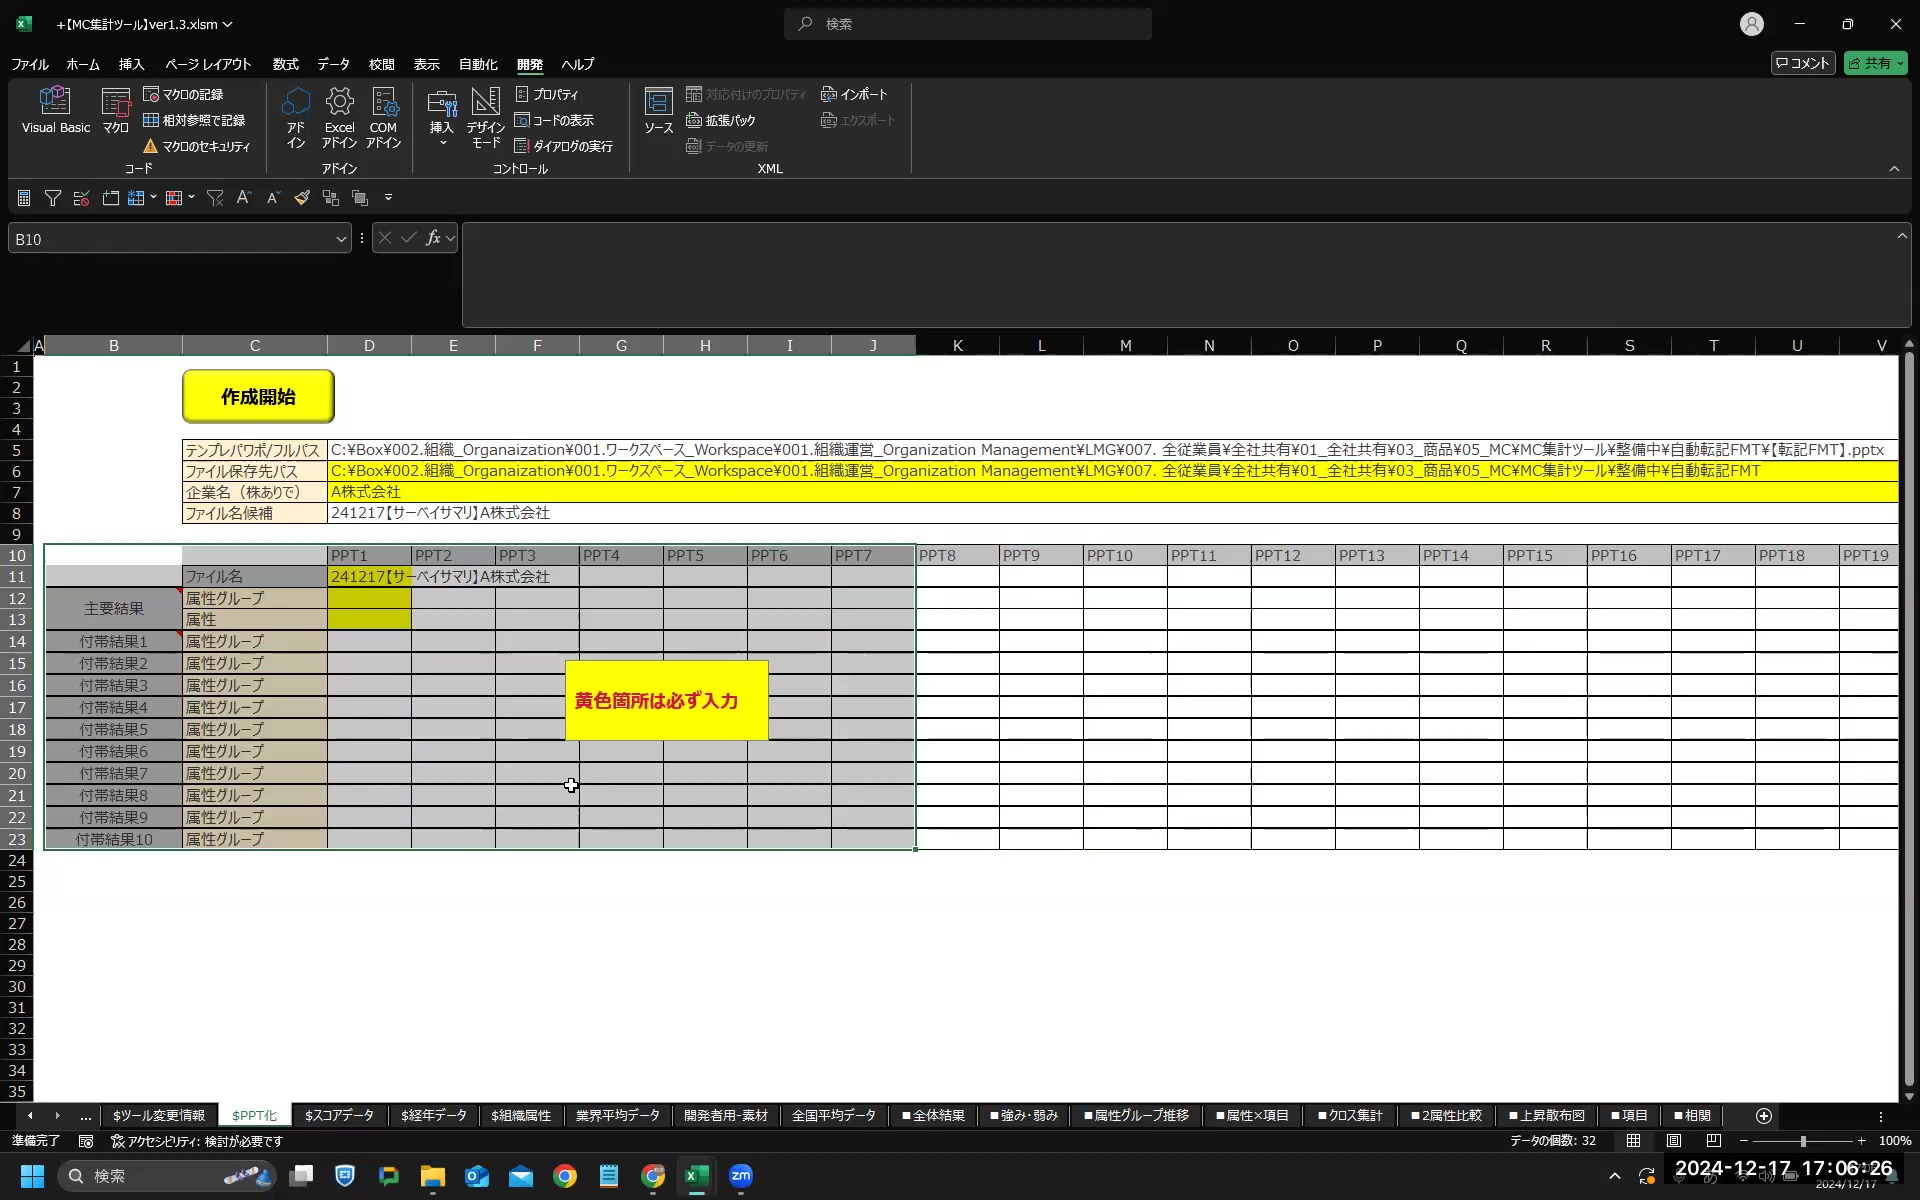 +【MC集計ツール】ver1.3.xlsm
検索
ファイル ホーム 挿入 ページ レイアウト 数式 データ 校閲 表示 自動化 開発 ヘルプ
コメント 共有
Visual Basic マクロ マクロの記録 相対参照で記録 マクロのセキュリティ
コード
アドイン Excel アドイン COM アドイン
アドイン
挿入 デザイン モード プロパティ コードの表示 ダイアログの実行
コントロール
ソース 対応付けのプロパティ 拡張パック データの更新 インポート エクスポート
XML
B10
fx
A B C D E F G H I J K L M N O P Q R S T U V
1
2 作成開始
3
4
5 テンプレパワポ/フルパス C:¥Box¥002.組織_Organaization¥001.ワークスペース_Workspace¥001.組織運営_Organization Management¥LMG¥007. 全従業員¥全社共有¥01_全社共有¥03_商品¥05_MC¥MC集計ツール¥整備中¥自動転記FMT¥【転記FMT】.pptx
6 ファイル保存先パス C:¥Box¥002.組織_Organaization¥001.ワークスペース_Workspace¥001.組織運営_Organization Management¥LMG¥007. 全従業員¥全社共有¥01_全社共有¥03_商品¥05_MC¥MC集計ツール¥整備中¥自動転記FMT
7 企業名（株ありで） A株式会社
8 ファイル名候補 241217【サーベイサマリ】A株式会社
9
10 PPT1 PPT2 PPT3 PPT4 PPT5 PPT6 PPT7 PPT8 PPT9 PPT10 PPT11 PPT12 PPT13 PPT14 PPT15 PPT16 PPT17 PPT18 PPT19
11 ファイル名 241217【サーベイサマリ】A株式会社
12 主要結果 属性グループ
13 属性
14 付帯結果1 属性グループ
15 付帯結果2 属性グループ
16 付帯結果3 属性グループ
17 付帯結果4 属性グループ
黄色箇所は必ず入力
18 付帯結果5 属性グループ
19 付帯結果6 属性グループ
20 付帯結果7 属性グループ
21 付帯結果8 属性グループ
22 付帯結果9 属性グループ
23 付帯結果10 属性グループ
24
25
26
27
28
29
30
31
32
33
34
35
... $ツール変更情報 $PPT化 $スコアデータ $経年データ $組織属性 業界平均データ 開発者用-素材 全国平均データ ■全体結果 ■強み・弱み ■属性グループ推移 ■属性×項目 ■クロス集計 ■2属性比較 ■上昇散布図 ■項目 ■相関
準備完了 アクセシビリティ: 検討が必要です データの個数: 32 100%
検索 zm
2024-12-17 17:06:26
2024/12/17